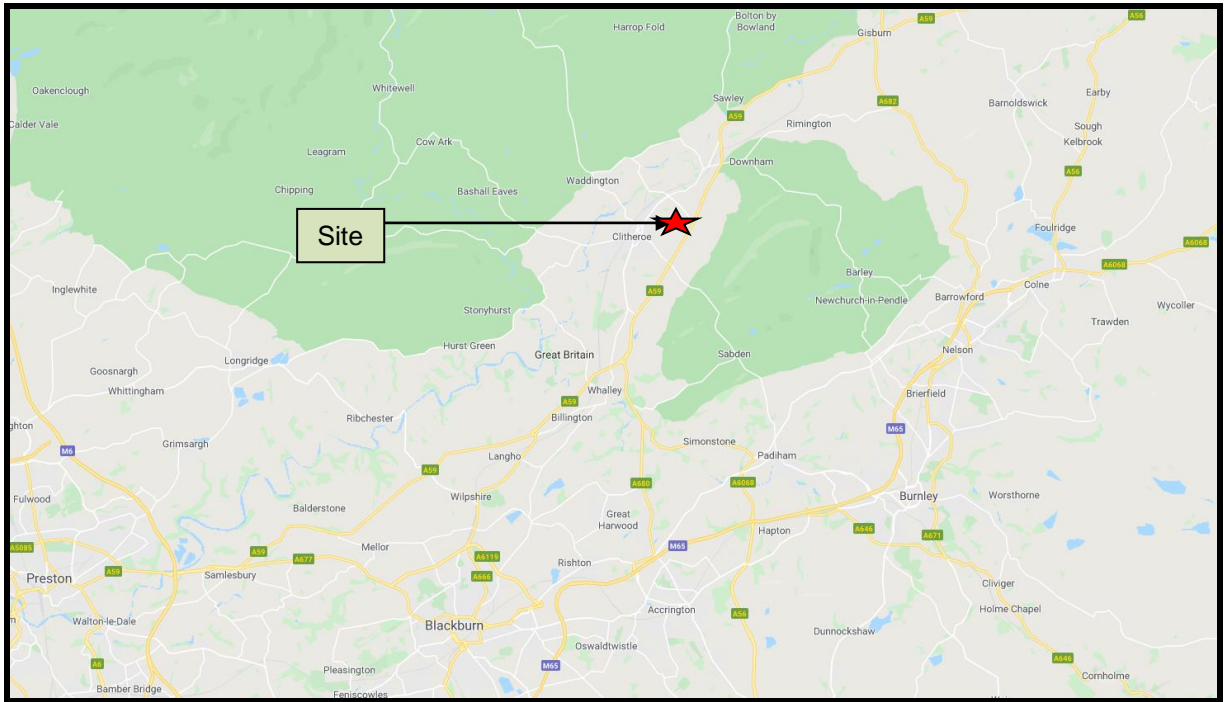 Bolton by
Bowland
A59
A56
Harrop Fold
Gisburn
Oakenclough
Whitewell
Sawley
A682
Earby
Barnoldswick
A59
Calder Vale
Rimington
Sough
Kelbrook
Cow Ark
Leagram
Downham
A56
Chipping
Bashall Eaves
Waddington
Site
Clitheroe
Foulridge
A6068
A6068
Barley
Inglewhite
A59
Colne
Newchurch-in-Pendle
Barrowford
Wycoller
Stonyhurst
Trawden
Hurst Green
Great Britain
Sabden
Nelson
Longridge
Goosnargh
Whittingham
Whalley
Brierfield
A59
Ribchester
Billington
ghton
M65
Grimsargh
Simonstone
M6
Langho
Padiham
A59
A680
A6068
Fulwood
Wilpshire
Burnley
Worsthorne
Balderstone
Great
Harwood
Hapton
A646
A671
A5085
Mellor
M65
A59
A677
A6119
Rishton
Preston
A59
Samlesbury
A666
Cliviger
Accrington
A56
Holme Chapel
Walton-le-Dale
Blackburn
Dunnockshaw
Oswaldtwistle
A6
M65
A646
Pleasington
Cornholme
Bamber Bridge
Feniscowles